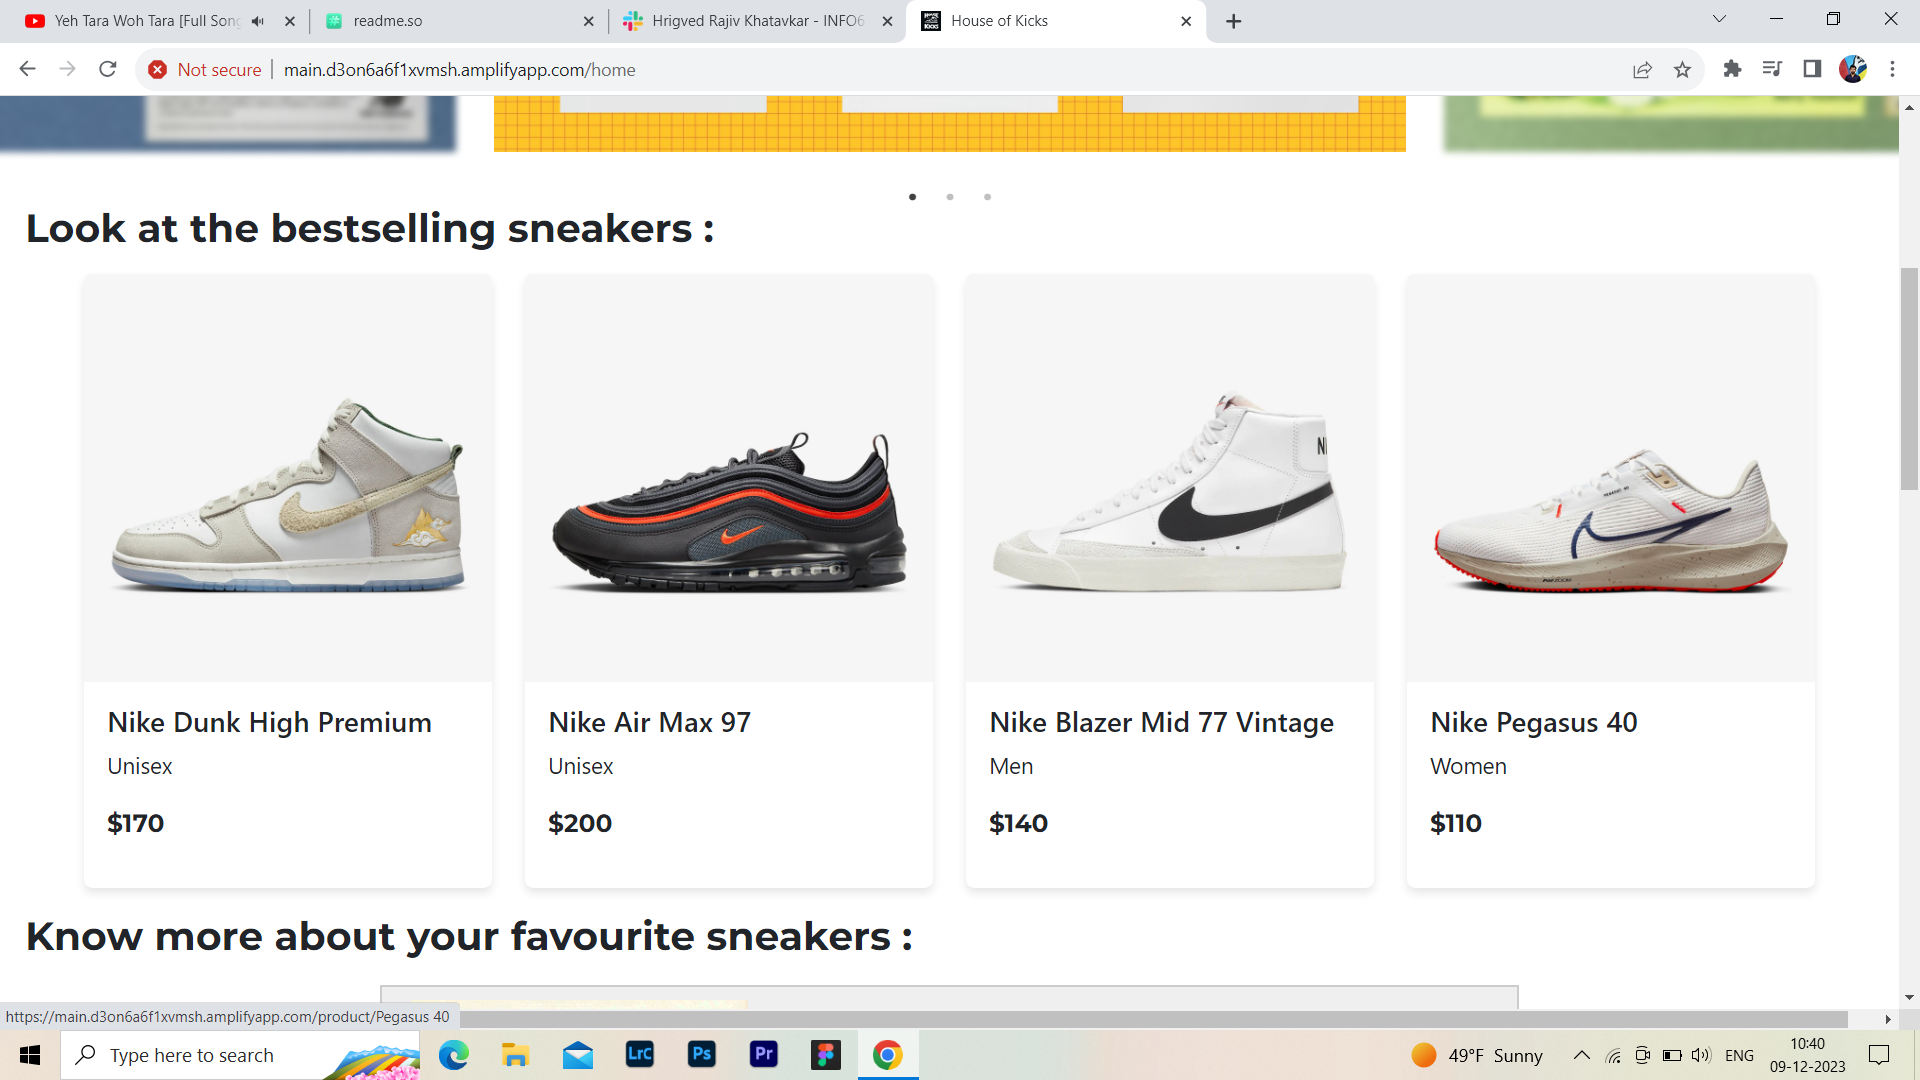 Yeh Tara Woh Tara [Full Song
readme.so
Hrigved Rajiv Khatavkar - INFO6
House of Kicks
Not secure
main.d3on6a6f1xvmsh.amplifyapp.com/home
Look at the bestselling sneakers :
Nike Dunk High Premium
Unisex
$170
Nike Air Max 97
Unisex
$200
Nike Blazer Mid 77 Vintage
Men
$140
Nike Pegasus 40
Women
$110
Know more about your favourite sneakers :
https://main.d3on6a6f1xvmsh.amplifyapp.com/product/Pegasus 40
Type here to search
LrC
Ps
Pr
49°F Sunny
ENG
10:40
09-12-2023